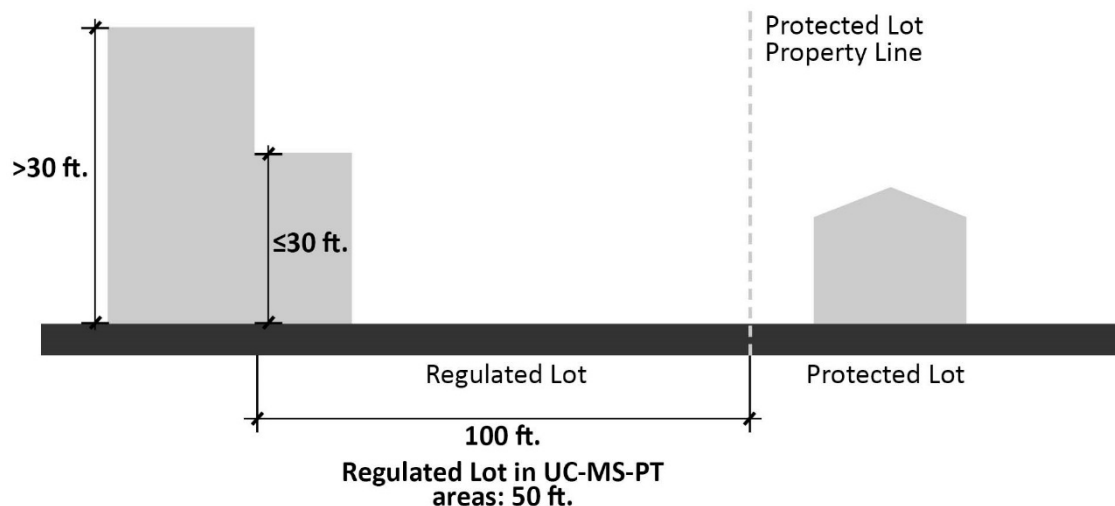 Protected Lot
Property Line
>30 ft.
≤30 ft.
Regulated Lot
Protected Lot
100 ft.
Regulated Lot in UC-MS-PT
areas: 50 ft.